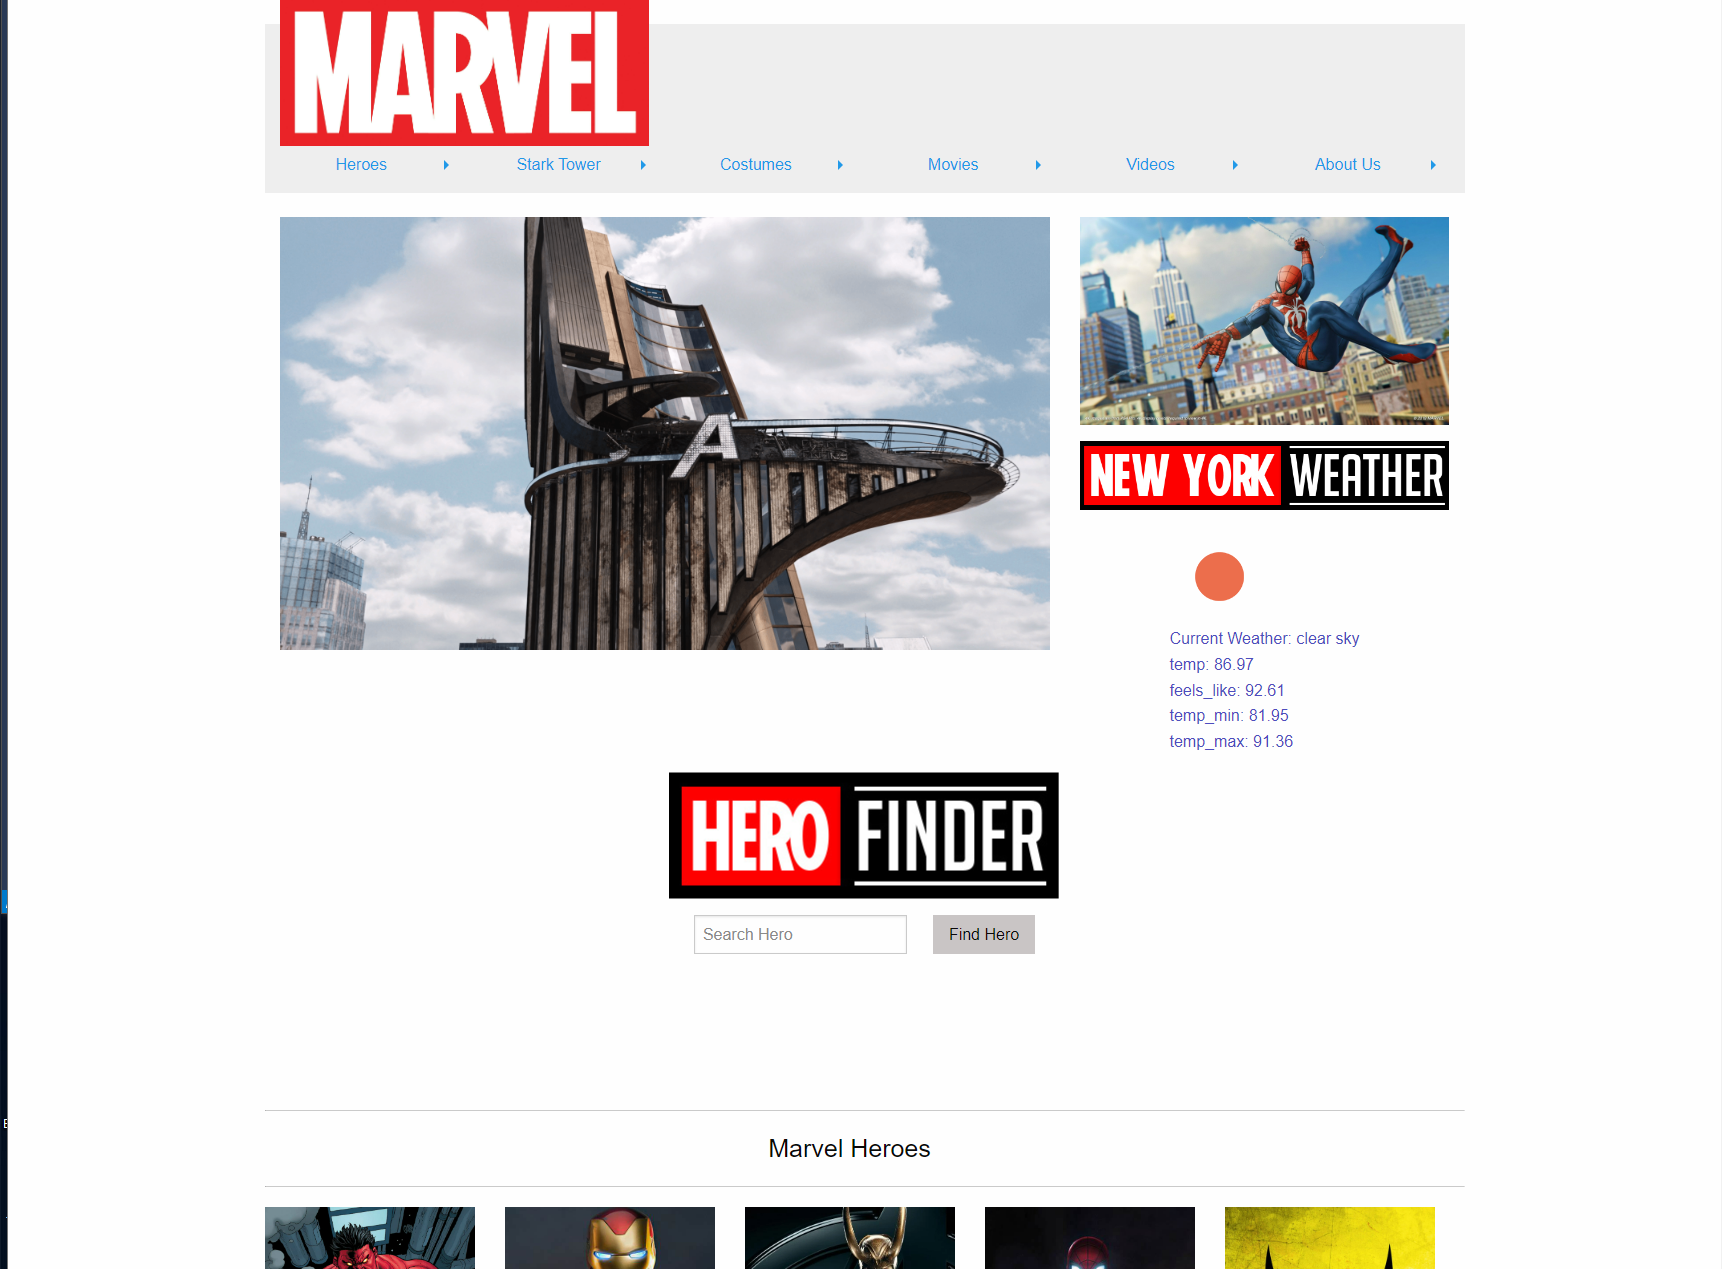 MARVEL
Heroes
Stark Tower
Costumes
Movies
Videos
About Us
A
NEW YORK WEATHER
Current Weather: clear sky
temp: 86.97
feels_like: 92.61
temp_min: 81.95
temp_max: 91.36
HERO FINDER
Search Hero
Find Hero
Marvel Heroes